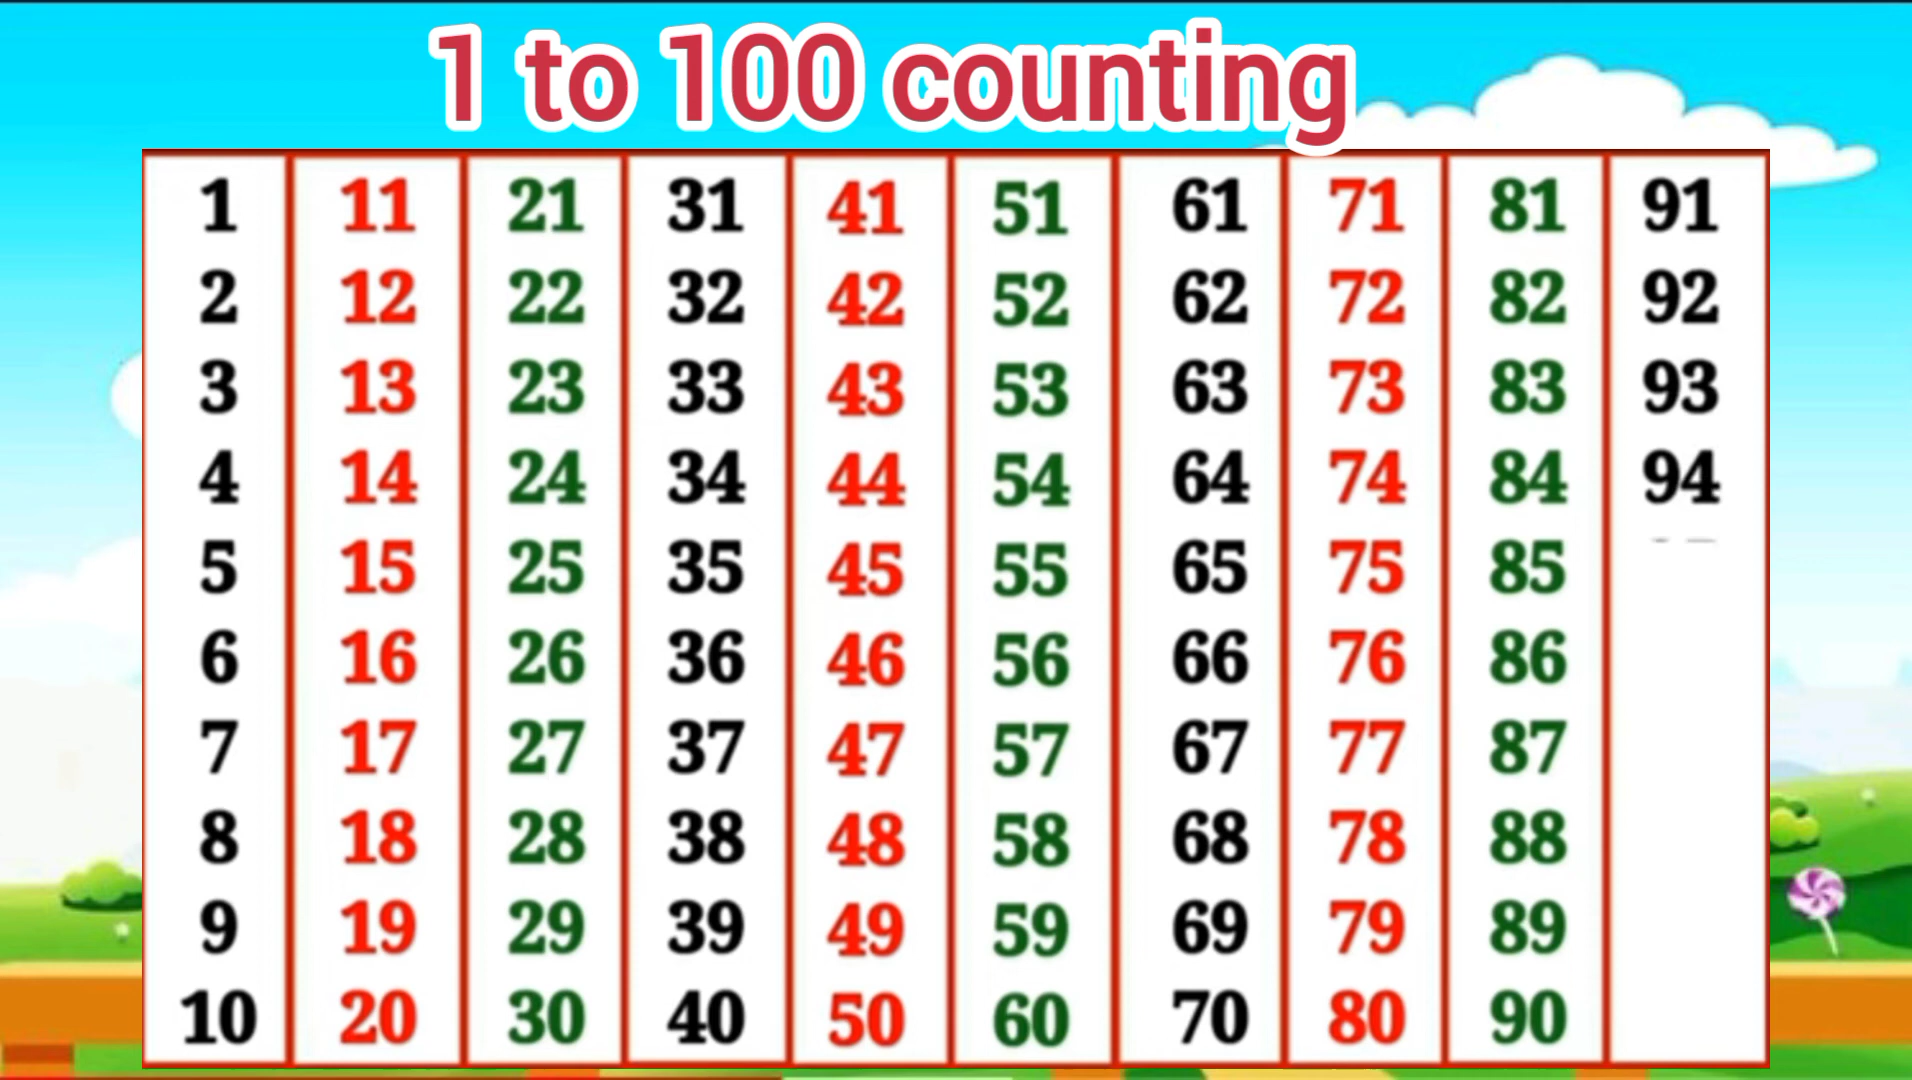 1 to 100 counting
1 11 21 31 41 51 61 71 81 91
2 12 22 32 42 52 62 72 82 92
3 13 23 33 43 53 63 73 83 93
4 14 24 34 44 54 64 74 84 94
5 15 25 35 45 55 65 75 85
6 16 26 36 46 56 66 76 86
7 17 27 37 47 57 67 77 87
8 18 28 38 48 58 68 78 88
9 19 29 39 49 59 69 79 89
10 20 30 40 50 60 70 80 90